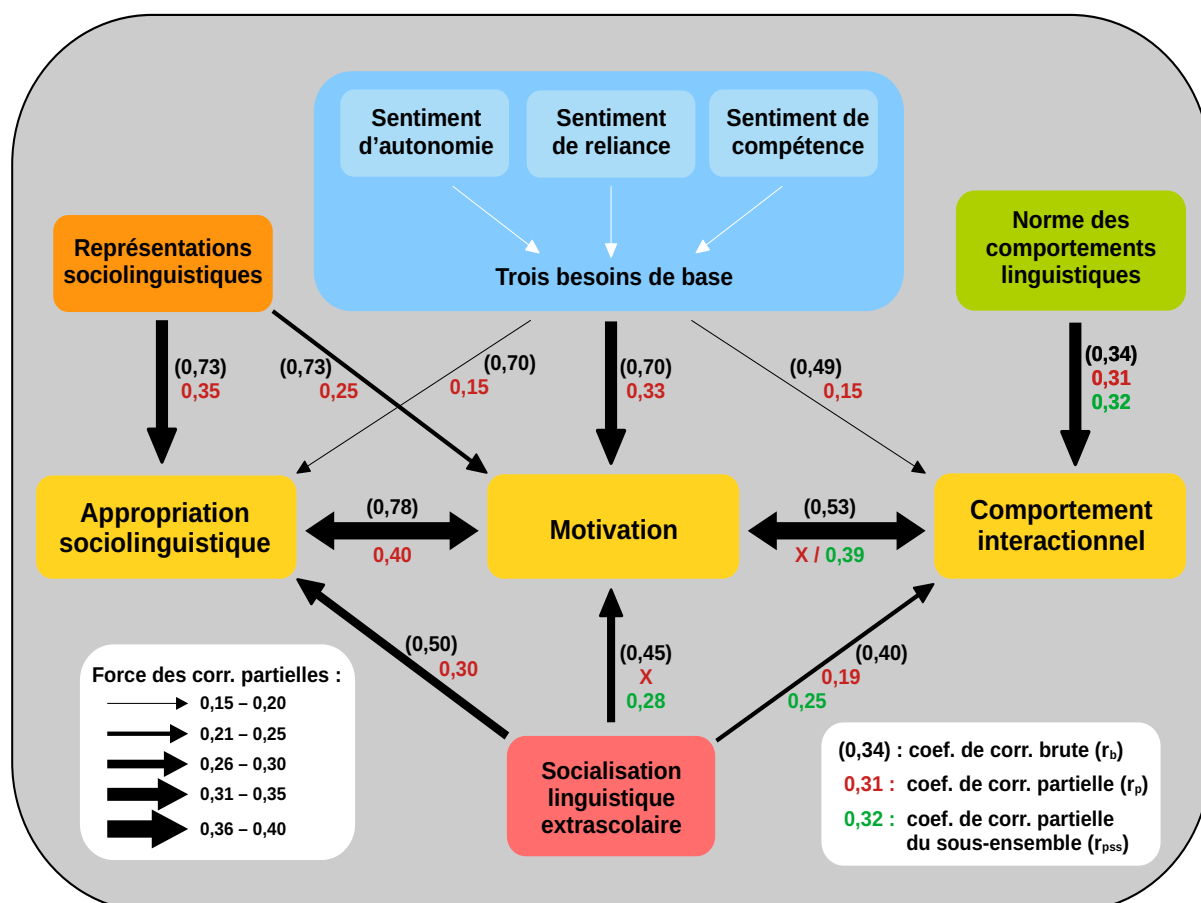 Sentiment
d’autonomie
Sentiment
de reliance
Sentiment de
compétence
Trois besoins de base
Représentations
sociolinguistiques
Norme des
comportements
linguistiques
(0,73)
0,35
(0,73)
0,25
(0,70)
0,15
(0,70)
0,33
(0,49)
0,15
(0,34)
0,31
0,32
Appropriation
sociolinguistique
(0,78)
0,40
Motivation
(0,53)
X / 0,39
Comportement
interactionnel
(0,50)
0,30
(0,45)
X
0,28
(0,40)
0,19
0,25
Socialisation
linguistique
extrascolaire
Force des corr. partielles :
0,15 – 0,20
0,21 – 0,25
0,26 – 0,30
0,31 – 0,35
0,36 – 0,40
(0,34) : coef. de corr. brute (rb)
0,31 : coef. de corr. partielle (rp)
0,32 : coef. de corr. partielle
du sous-ensemble (rpss)